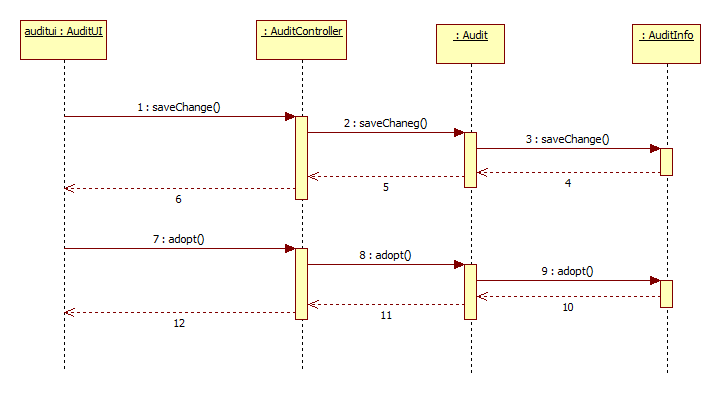 auditui : AuditUI
: AuditController
: Audit
: AuditInfo
1 : saveChange()
2 : saveChaneg()
3 : saveChange()
4
5
6
7 : adopt()
8 : adopt()
9 : adopt()
10
11
12